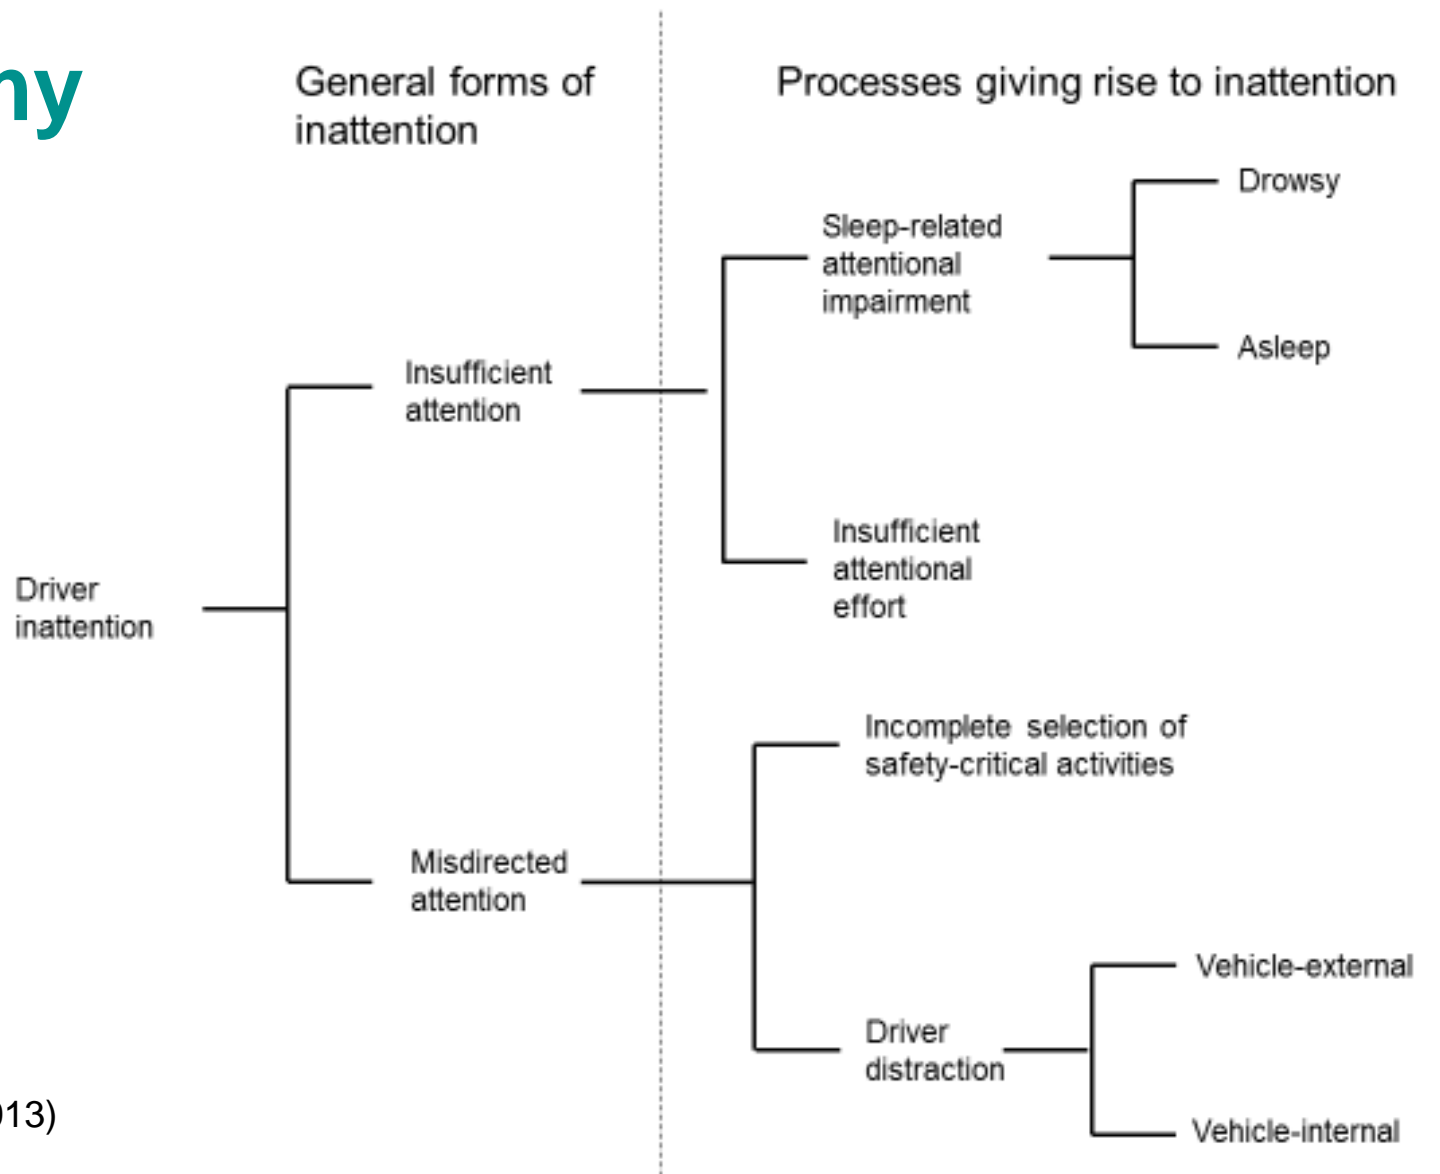 ny
General forms of
inattention
Processes giving rise to inattention
Drowsy
Sleep-related
attentional
impairment
Asleep
Insufficient
attention
Insufficient
attentional
effort
Driver
inattention
Incomplete selection of
safety-critical activities
Misdirected
attention
Vehicle-external
Driver
distraction
Vehicle-internal
013)